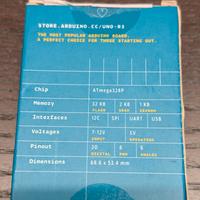 STORE.ARDUINO.CC/UNO-R3
THE MOST POPULAR ARDUINO BOARD.
A PERFECT CHOICE FOR THOSE STARTING OUT.
Chip ATmega328P
Memory 32 KB 2 KB 1 KB
FLASH SRAM EEPROM
Interfaces I2C SPI UART USB
Voltages 7-12V 5V
INPUT OPERATING
Pinout 20 6 6
DIGITAL PWM ANALOG
Dimensions 68.6 x 53.4 mm